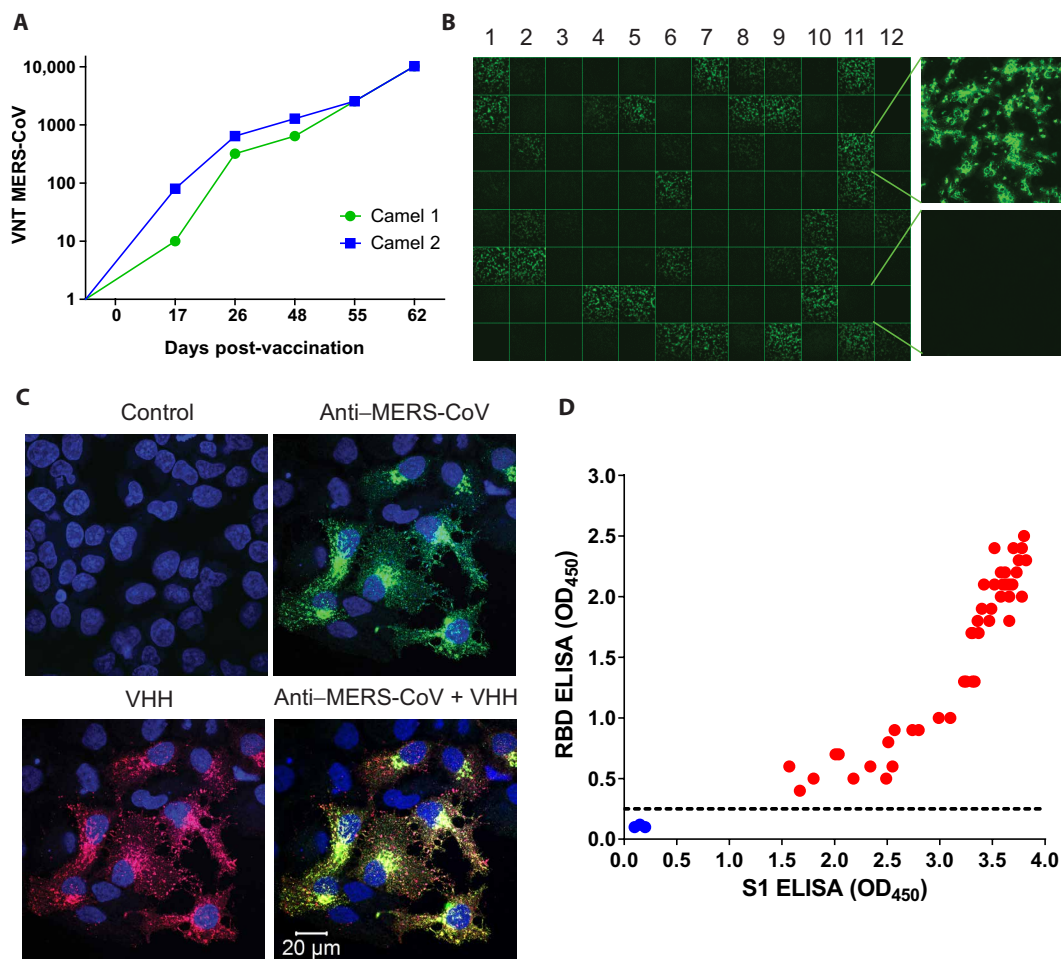 A
VNT MERS-CoV
10,000
1000
100
10
1
0 17 26 48 55 62
Days post-vaccination
Camel 1
Camel 2
B
1 2 3 4 5 6 7 8 9 10 11 12
C
Control
Anti–MERS-CoV
VHH
Anti–MERS-CoV + VHH
20 µm
D
RBD ELISA (OD450)
3.0
2.5
2.0
1.5
1.0
0.5
0.0
0.0 0.5 1.0 1.5 2.0 2.5 3.0 3.5 4.0
S1 ELISA (OD450)